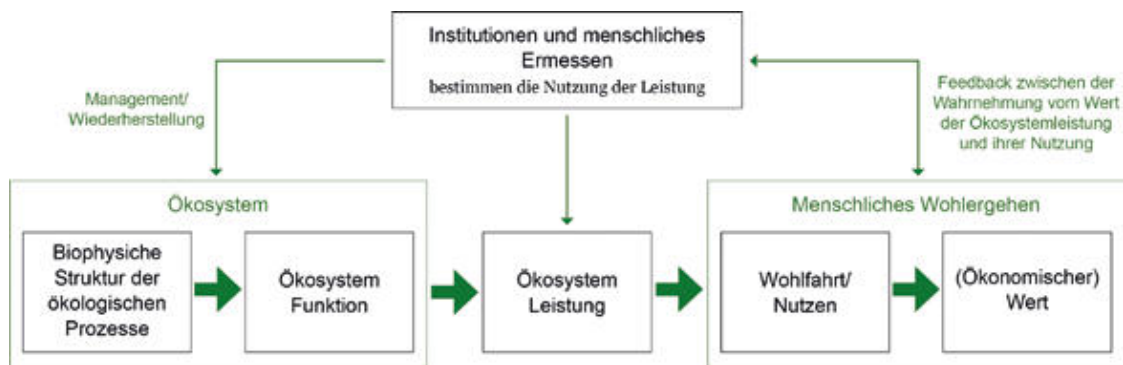 Institutionen und menschliches
Ermessen
bestimmen die Nutzung der Leistung
Management/
Wiederherstellung
Feedback zwischen der
Wahrnehmung vom Wert
der Ökosystemleistung
und ihrer Nutzung
Ökosystem
Biophysiche
Struktur der
ökologischen
Prozesse
Ökosystem
Funktion
Ökosystem
Leistung
Menschliches Wohlergehen
Wohlfahrt/
Nutzen
(Ökonomischer)
Wert